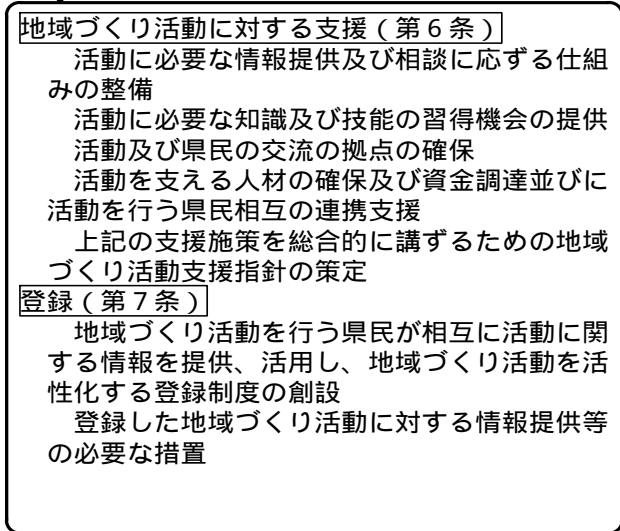 地域づくり活動に対する支援(第6条)
活動に必要な情報提供及び相談に応ずる仕組
みの整備
活動に必要な知識及び技能の習得機会の提供
活動及び県民の交流の拠点の確保
活動を支える人材の確保及び資金調達並びに
活動を行う県民相互の連携支援
上記の支援施策を総合的に講ずるための地域
づくり活動支援指針の策定
登録(第7条)
地域づくり活動を行う県民が相互に活動に関
する情報を提供、活用し、地域づくり活動を活
性化する登録制度の創設
登録した地域づくり活動に対する情報提供等
の必要な措置